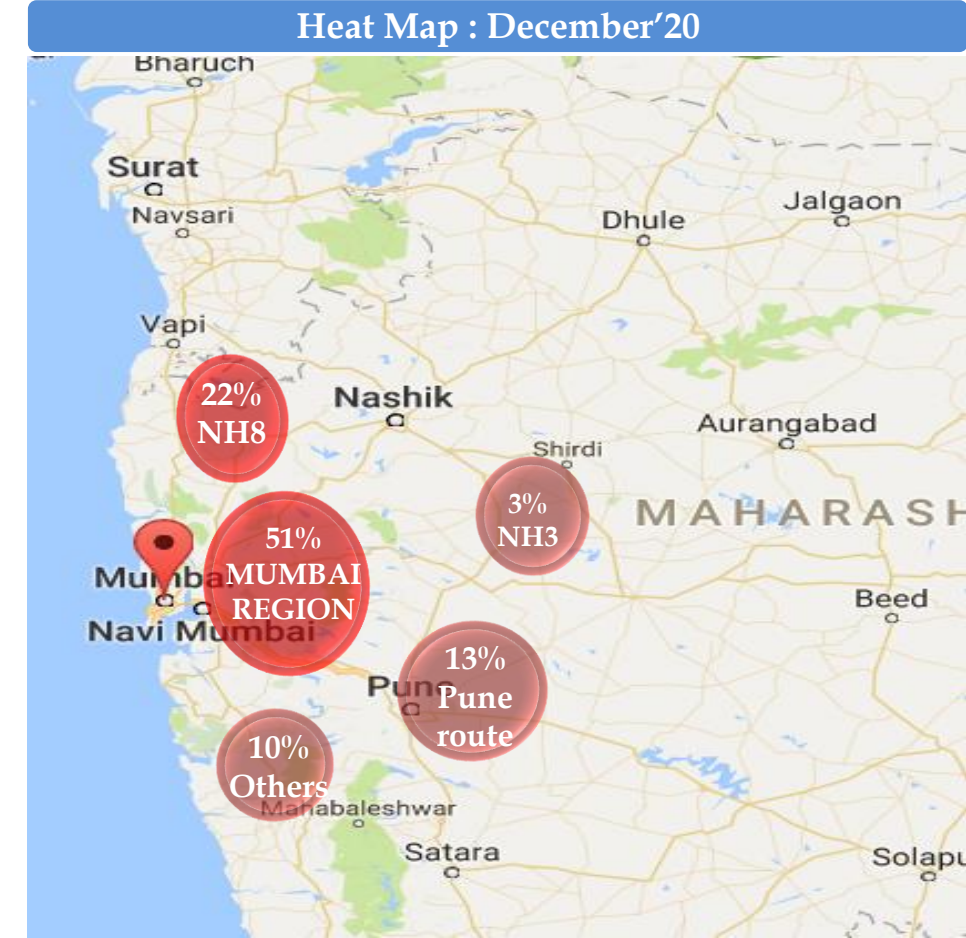 Heat Map : December’20
Bharuch
Surat
Navsari
Dhule
Jalgaon
Vapi
22%
NH8
Nashik
Aurangabad
Shirdi
3%
NH3
MAHARASH
51%
MUMBAI
REGION
Mumba
Navi Mumbai
Beed
13%
Pune
route
Pune
10%
Others
Mahabaleshwar
Satara
Solapu